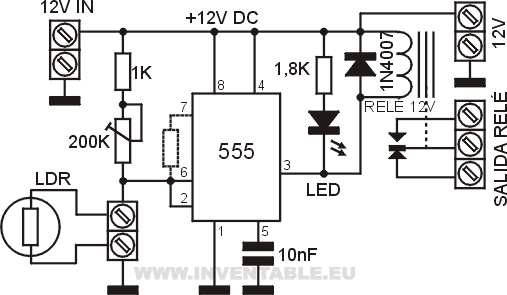 12V IN
+12V DC
12V
1K
1,8K
1N4007
8
4
RELÉ 12V
7
200K
555
SALIDA RELÉ
6
3
LDR
2
LED
1
5
10nF
WWW.INVENTABLE.EU